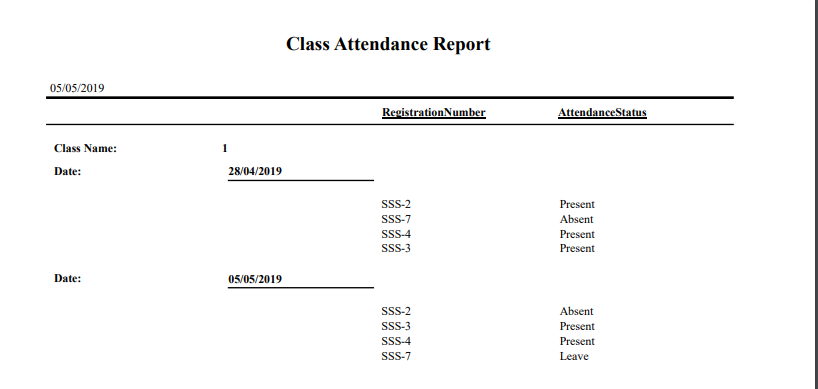 Class Attendance Report
05/05/2019
RegistrationNumber AttendanceStatus
Class Name: 1
Date: 28/04/2019
SSS-2 Present
SSS-7 Absent
SSS-4 Present
SSS-3 Present
Date: 05/05/2019
SSS-2 Absent
SSS-3 Present
SSS-4 Present
SSS-7 Leave